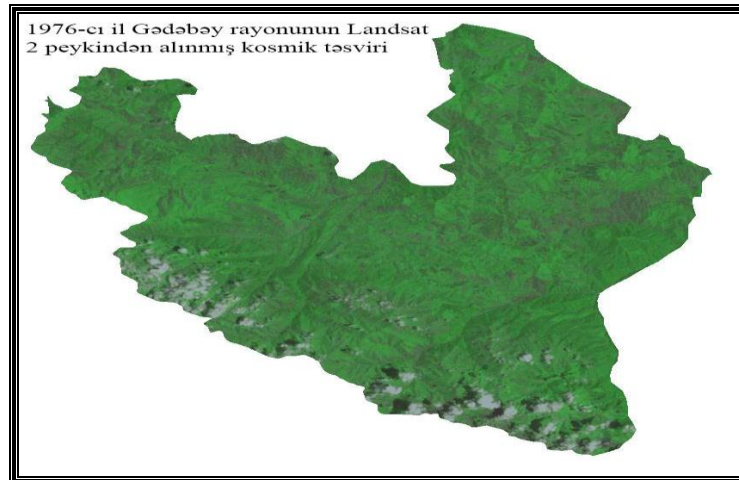 1976-cı il Gədəbəy rayonunun Landsat
2 peykindən alınmış kosmik təsviri